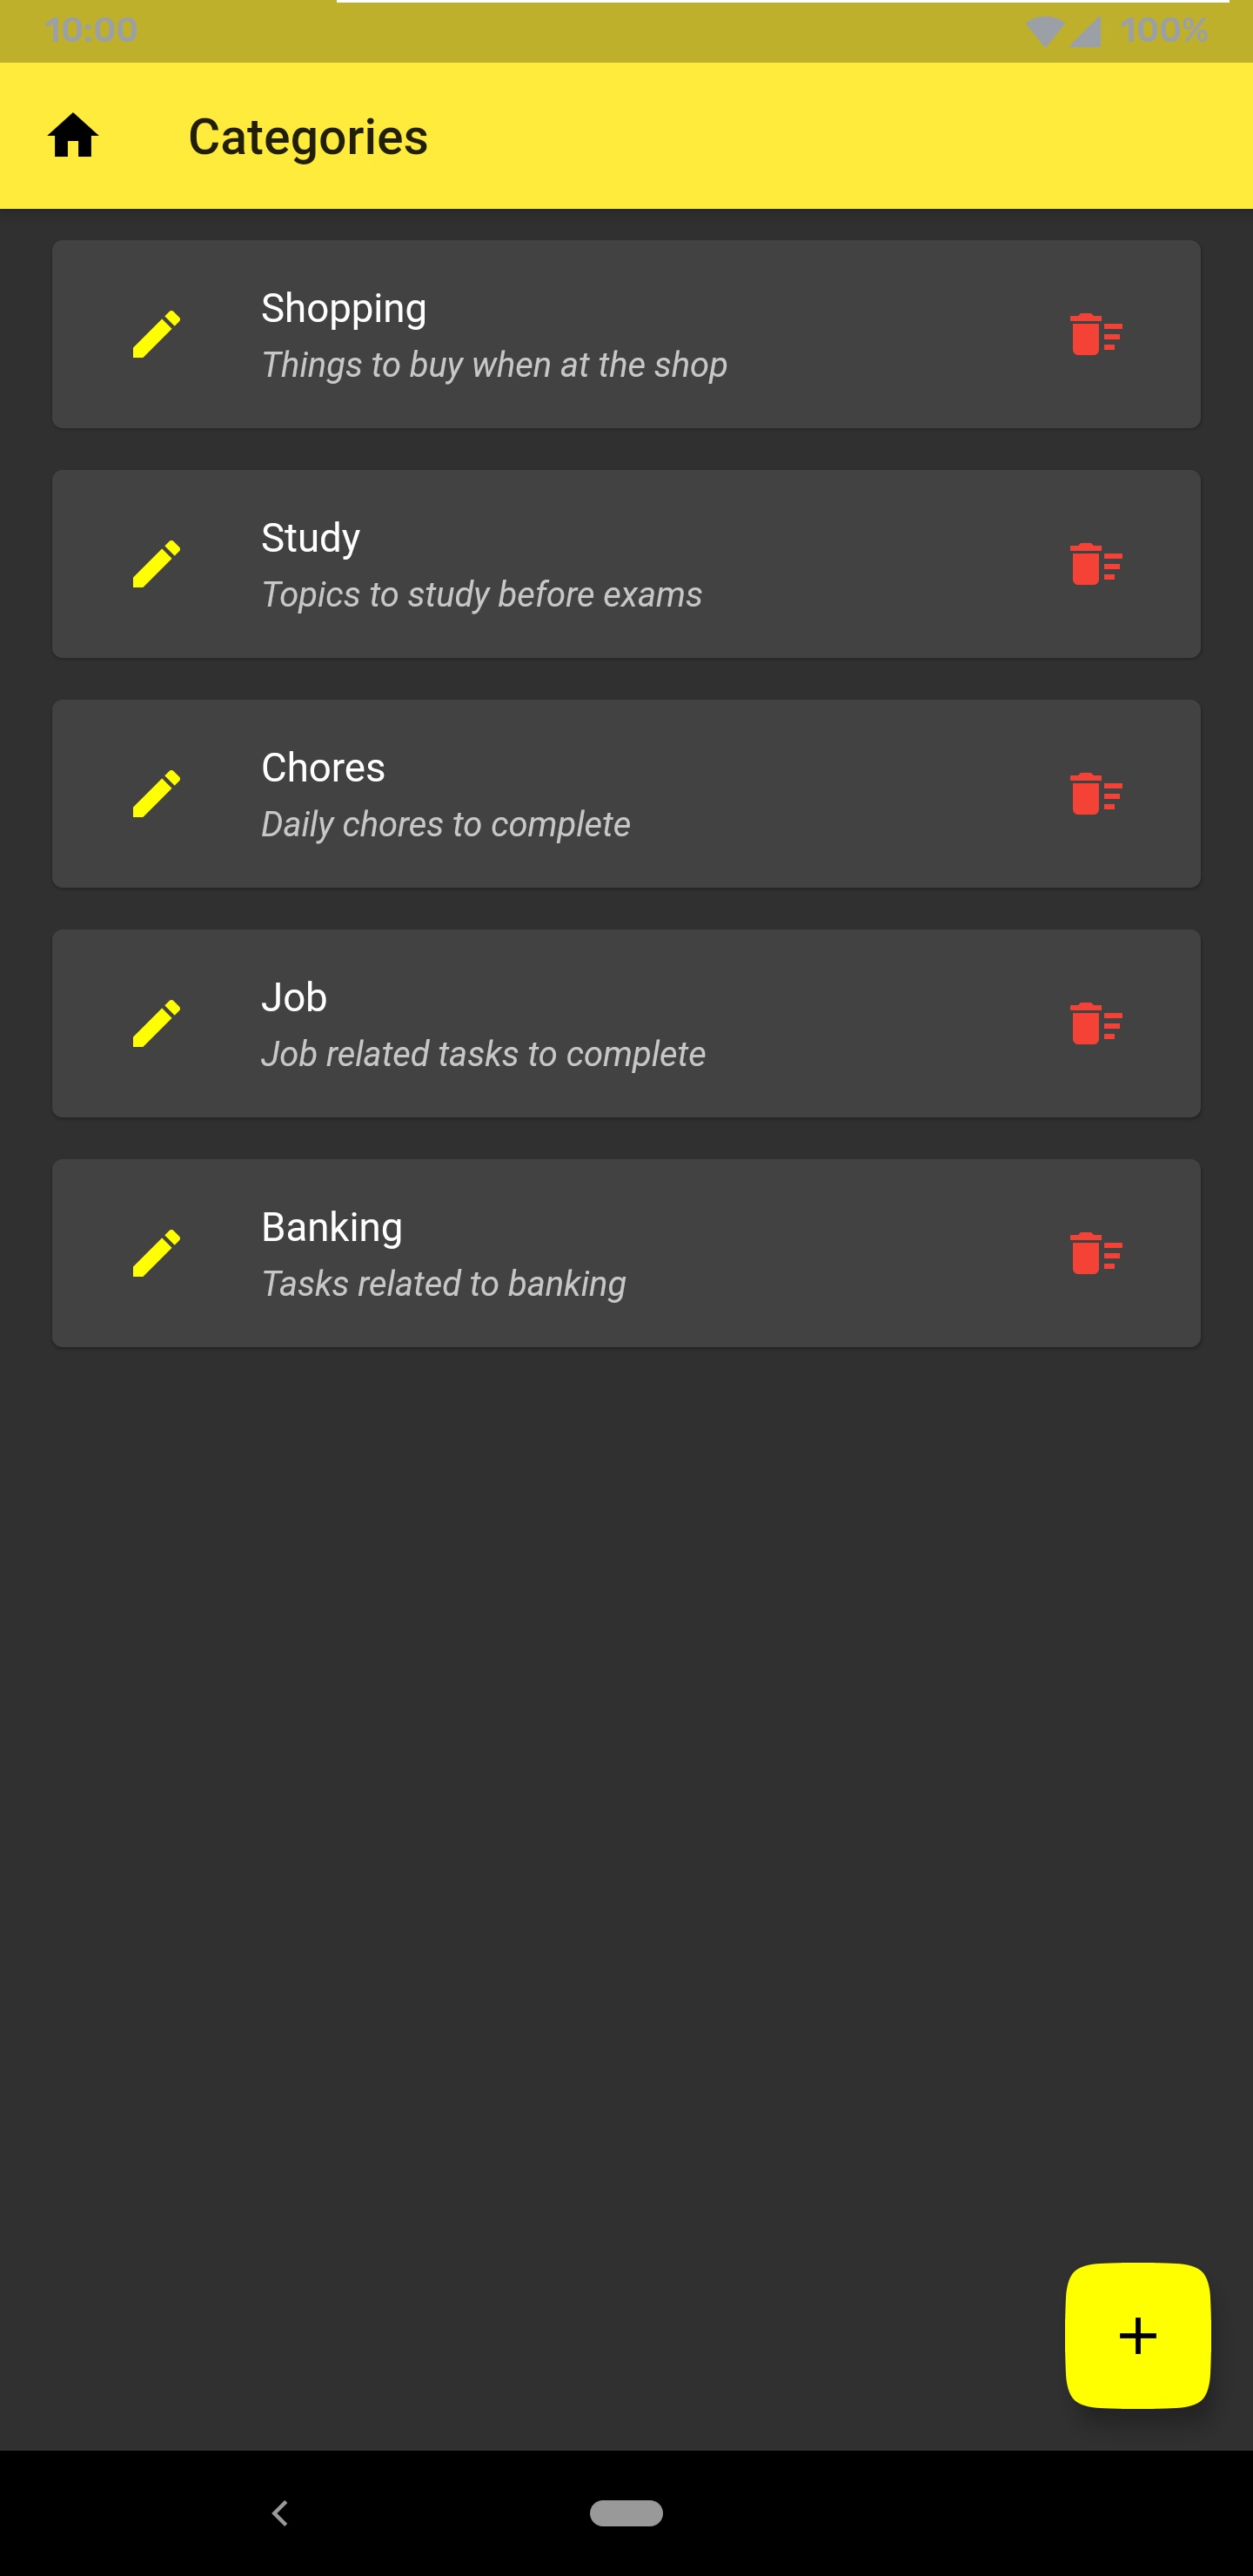 10:00 100%
Categories
Shopping
Things to buy when at the shop
Study
Topics to study before exams
Chores
Daily chores to complete
Job
Job related tasks to complete
Banking
Tasks related to banking